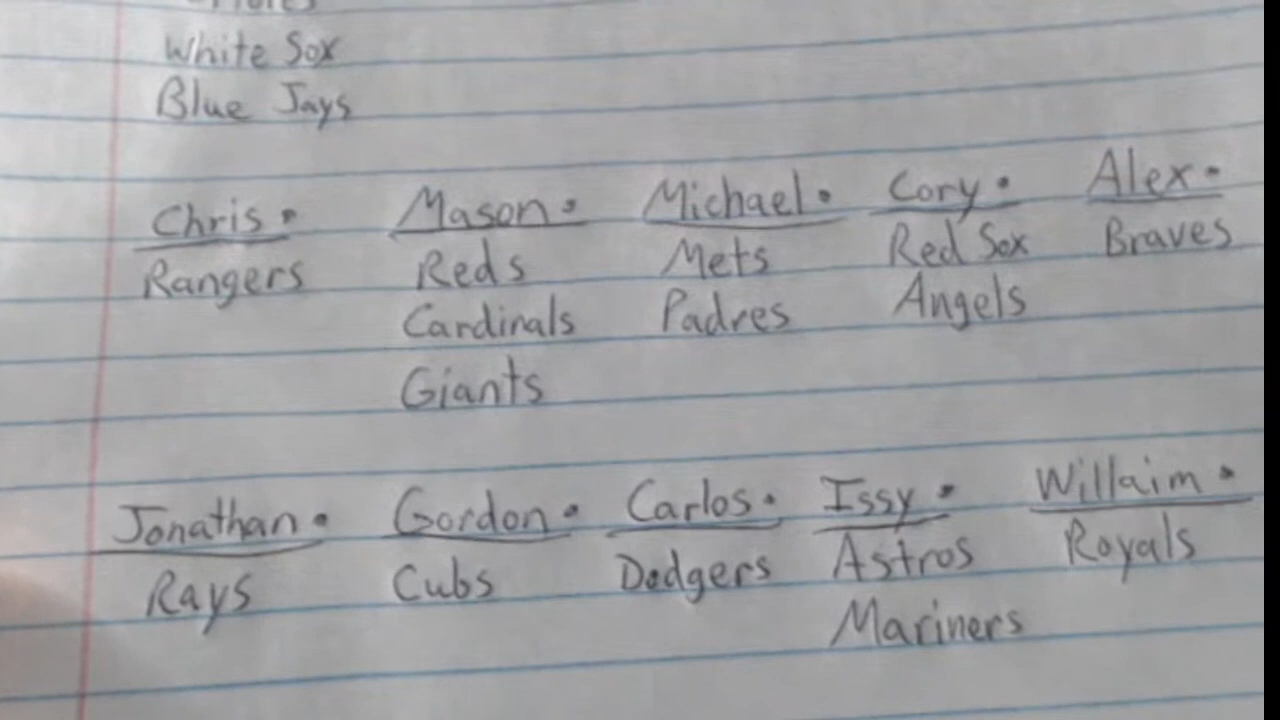 White Sox
Blue Jays
Chris. Mason. Michael. Cory. Alex.
Rangers Reds Mets Red Sox Braves
Cardinals Padres Angels
Giants
Jonathan. Gordon. Carlos. Issy. Willaim.
Rays Cubs Dodgers Astros Royals
Mariners